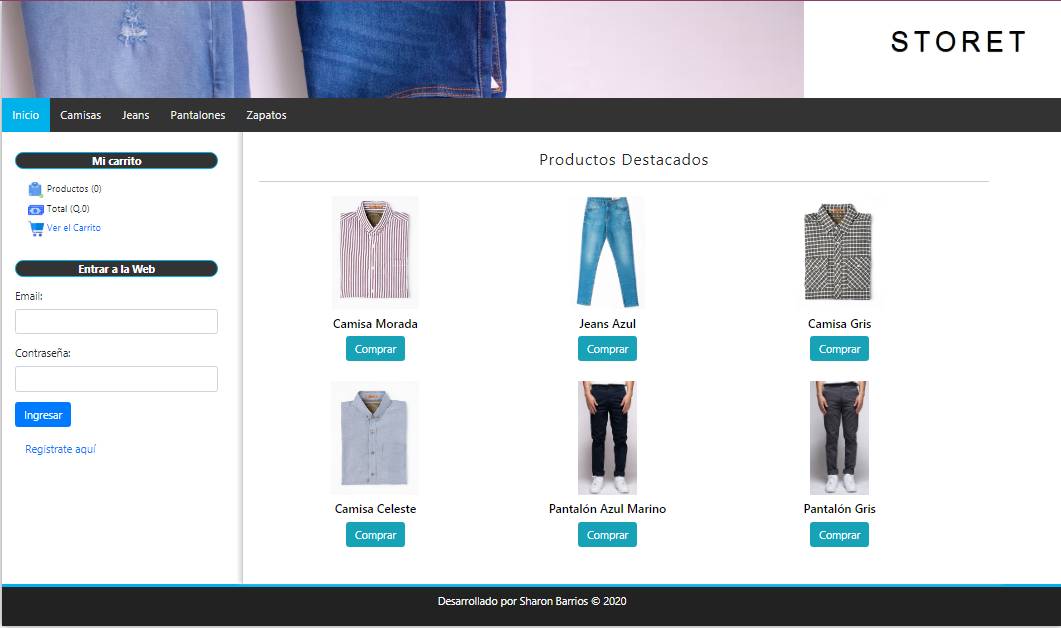 STORET
Inicio Camisas Jeans Pantalones Zapatos
Mi carrito
Productos (0)
Total (Q.0)
Ver el Carrito
Entrar a la Web
Email:
Contraseña:
Ingresar
Registrate aquí
Productos Destacados
Camisa Morada Jeans Azul Camisa Gris
Comprar Comprar Comprar
Camisa Celeste Pantalón Azul Marino Pantalón Gris
Comprar Comprar Comprar
Desarrollado por Sharon Barrios © 2020